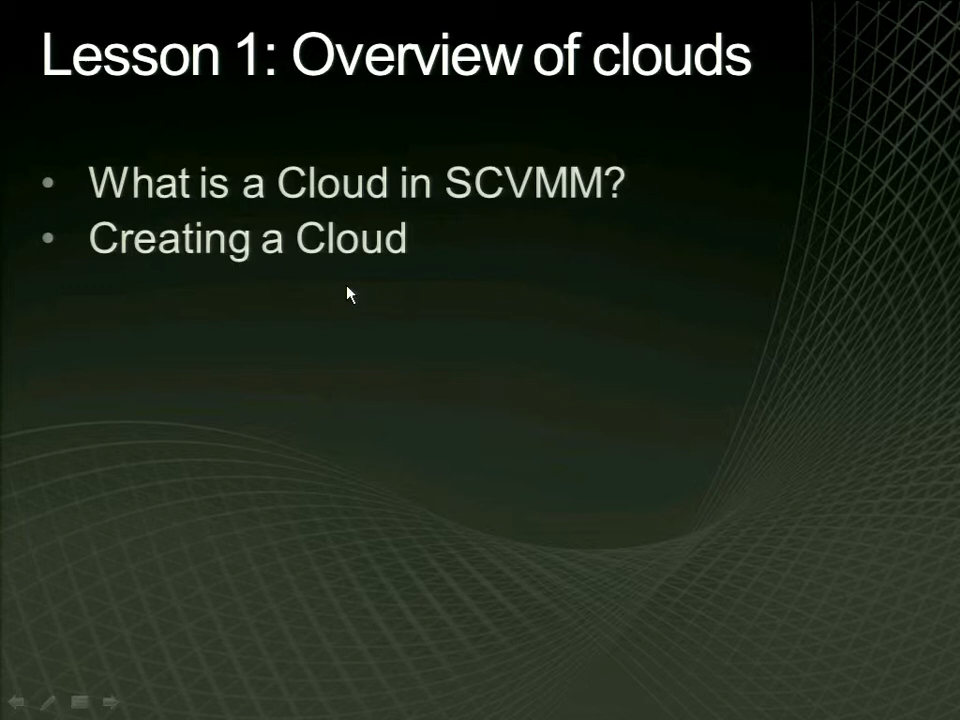 Lesson 1: Overview of clouds
• What is a Cloud in SCVMM?
• Creating a Cloud